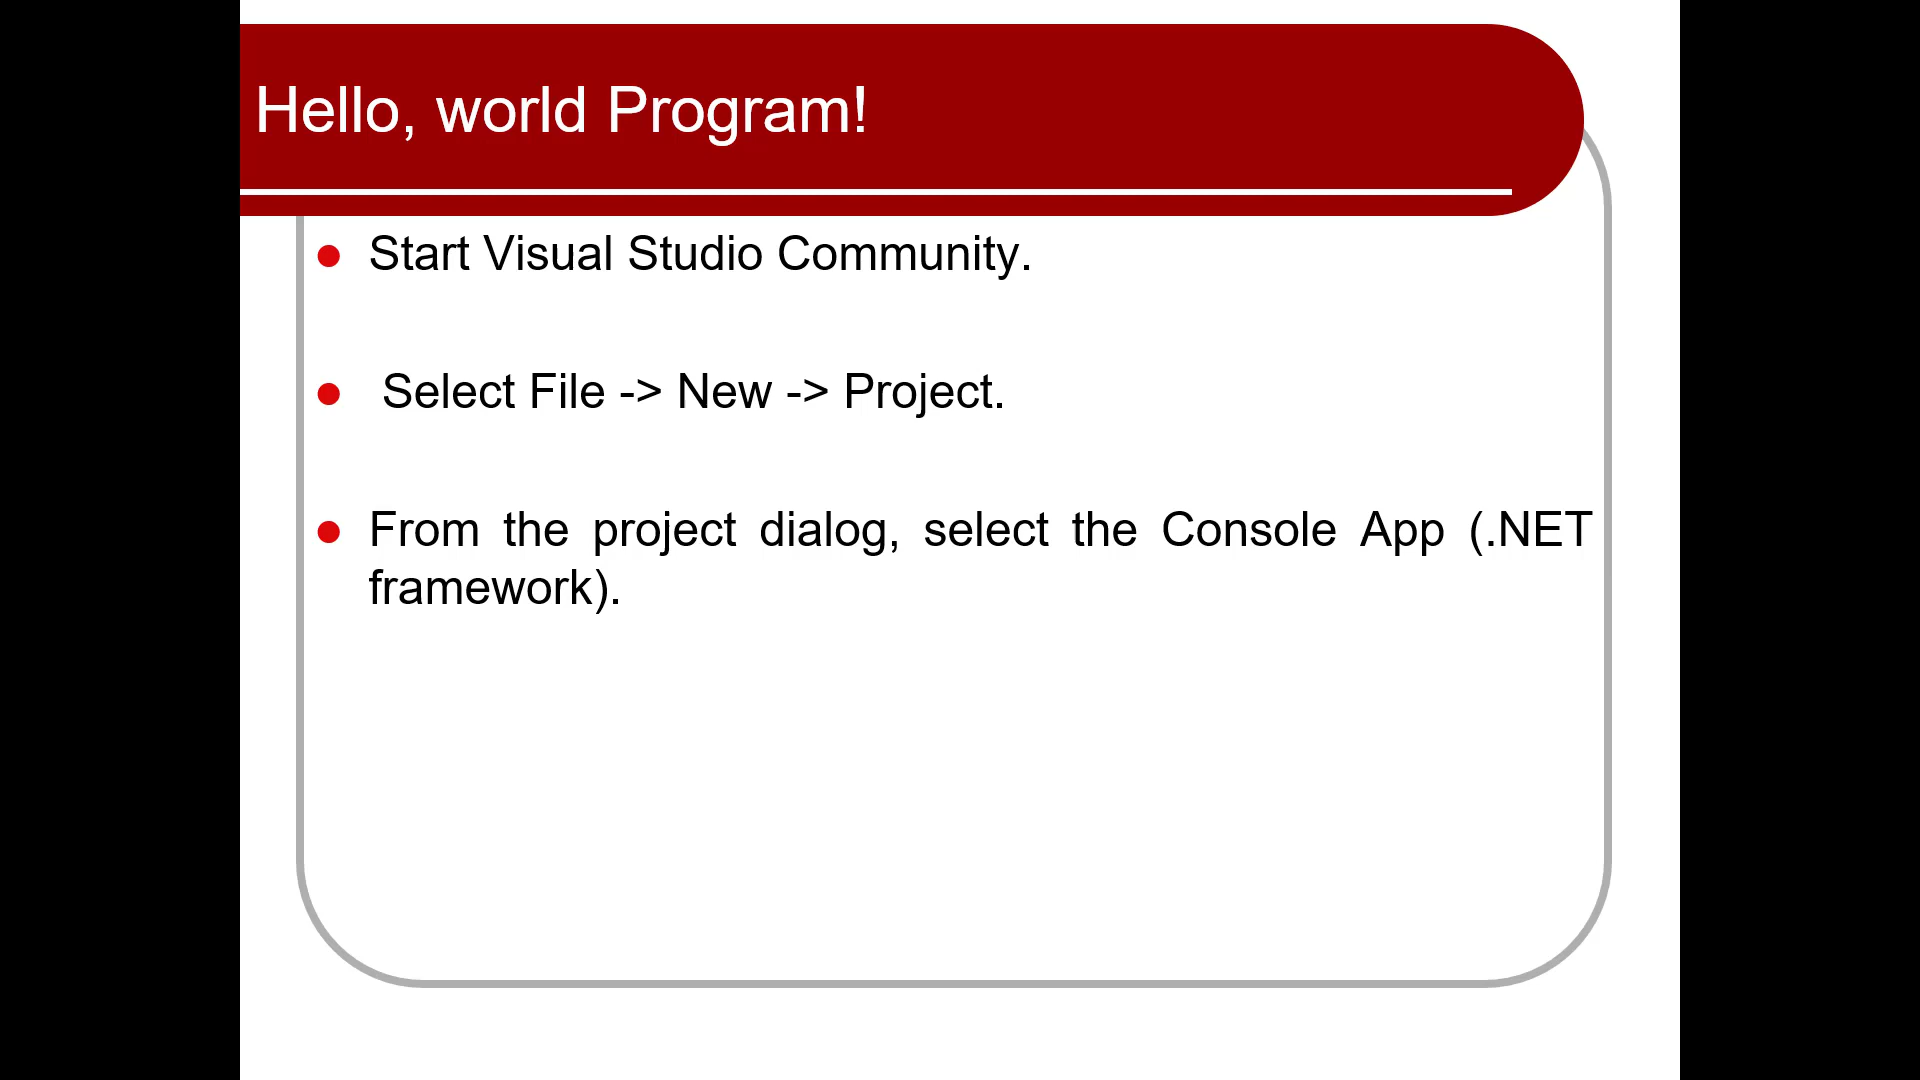 Hello, world Program!
Start Visual Studio Community.
Select File -> New -> Project.
From the project dialog, select the Console App (.NET
framework).